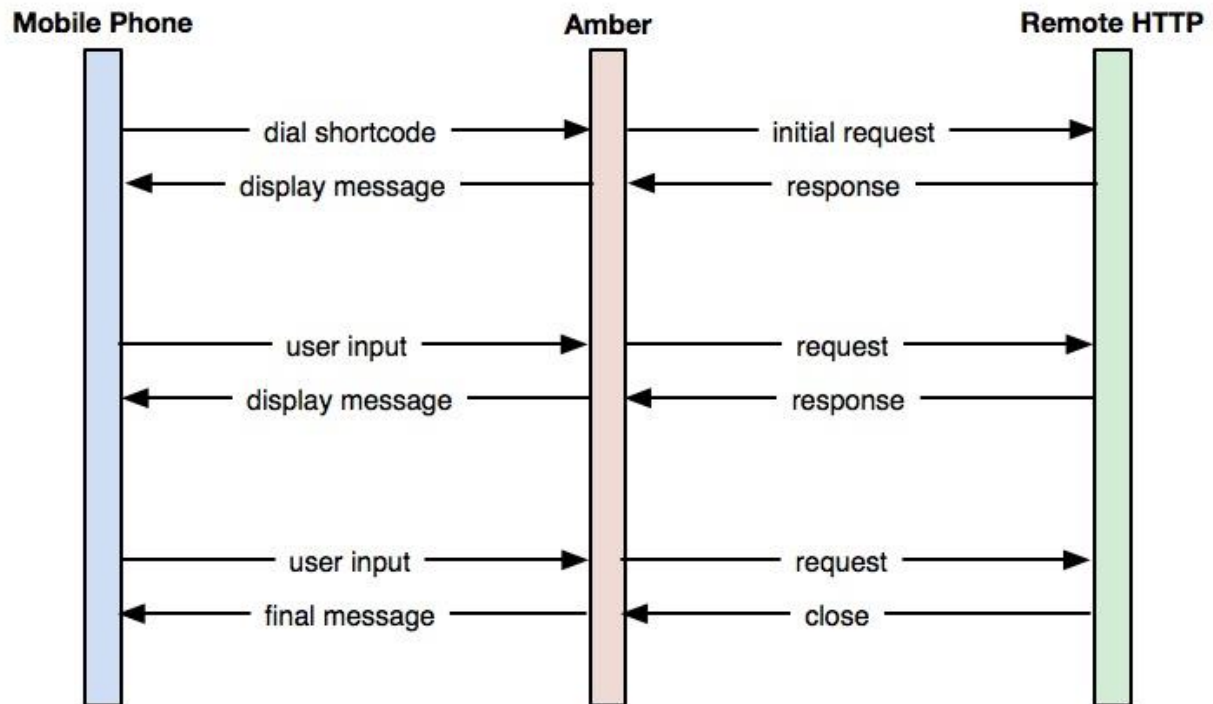 Mobile Phone
Amber
Remote HTTP
dial shortcode
initial request
display message
response
user input
request
display message
response
user input
request
final message
close